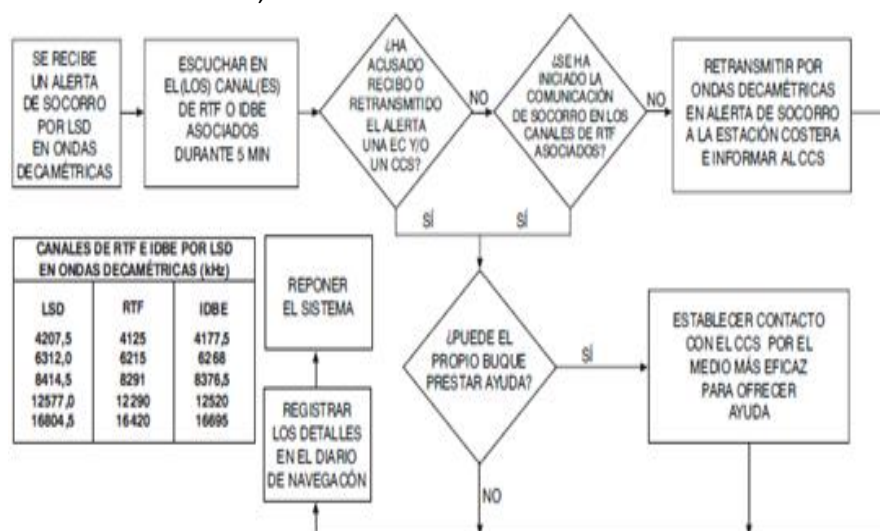 SE RECIBE
UN ALERTA
DE SOCORRO
POR LSD
EN ONDAS
DECAMÉTRICAS
ESCUCHAR EN
EL(LOS) CANAL(ES)
DE RTF O IDBE
ASOCIADOS
DURANTE 5 MIN
¿HA
ACUSADO
RECIBO O
RETRANSMITIDO
EL ALERTA
UNA EC Y/O
UN CCS?
NO
¿SE HA
INICIADO LA
COMUNICACIÓN
DE SOCORRO EN LOS
CANALES DE RTF
ASOCIADOS?
NO
RETRANSMITIR POR
ONDAS DECAMÉTRICAS
EN ALERTA DE SOCORRO
A LA ESTACIÓN COSTERA
E INFORMAR AL CCS
SÍ SÍ
CANALES DE RTF E IDBE POR LSD
EN ONDAS DECAMÉTRICAS (kHz)
LSD RTF IDBE
4207,5 4125 4177,5
6312,0 6215 6268
8414,5 8291 8376,5
12577,0 12290 12520
16804,5 16420 16695
REPONER
EL SISTEMA
REGISTRAR
LOS DETALLES
EN EL DIARIO
DE NAVEGACÓN
¿PUEDE EL
PROPIO BUQUE
PRESTAR AYUDA?
SÍ
ESTABLECER CONTACTO
CON EL CCS POR EL
MEDIO MÁS EFICAZ
PARA OFRECER
AYUDA
NO